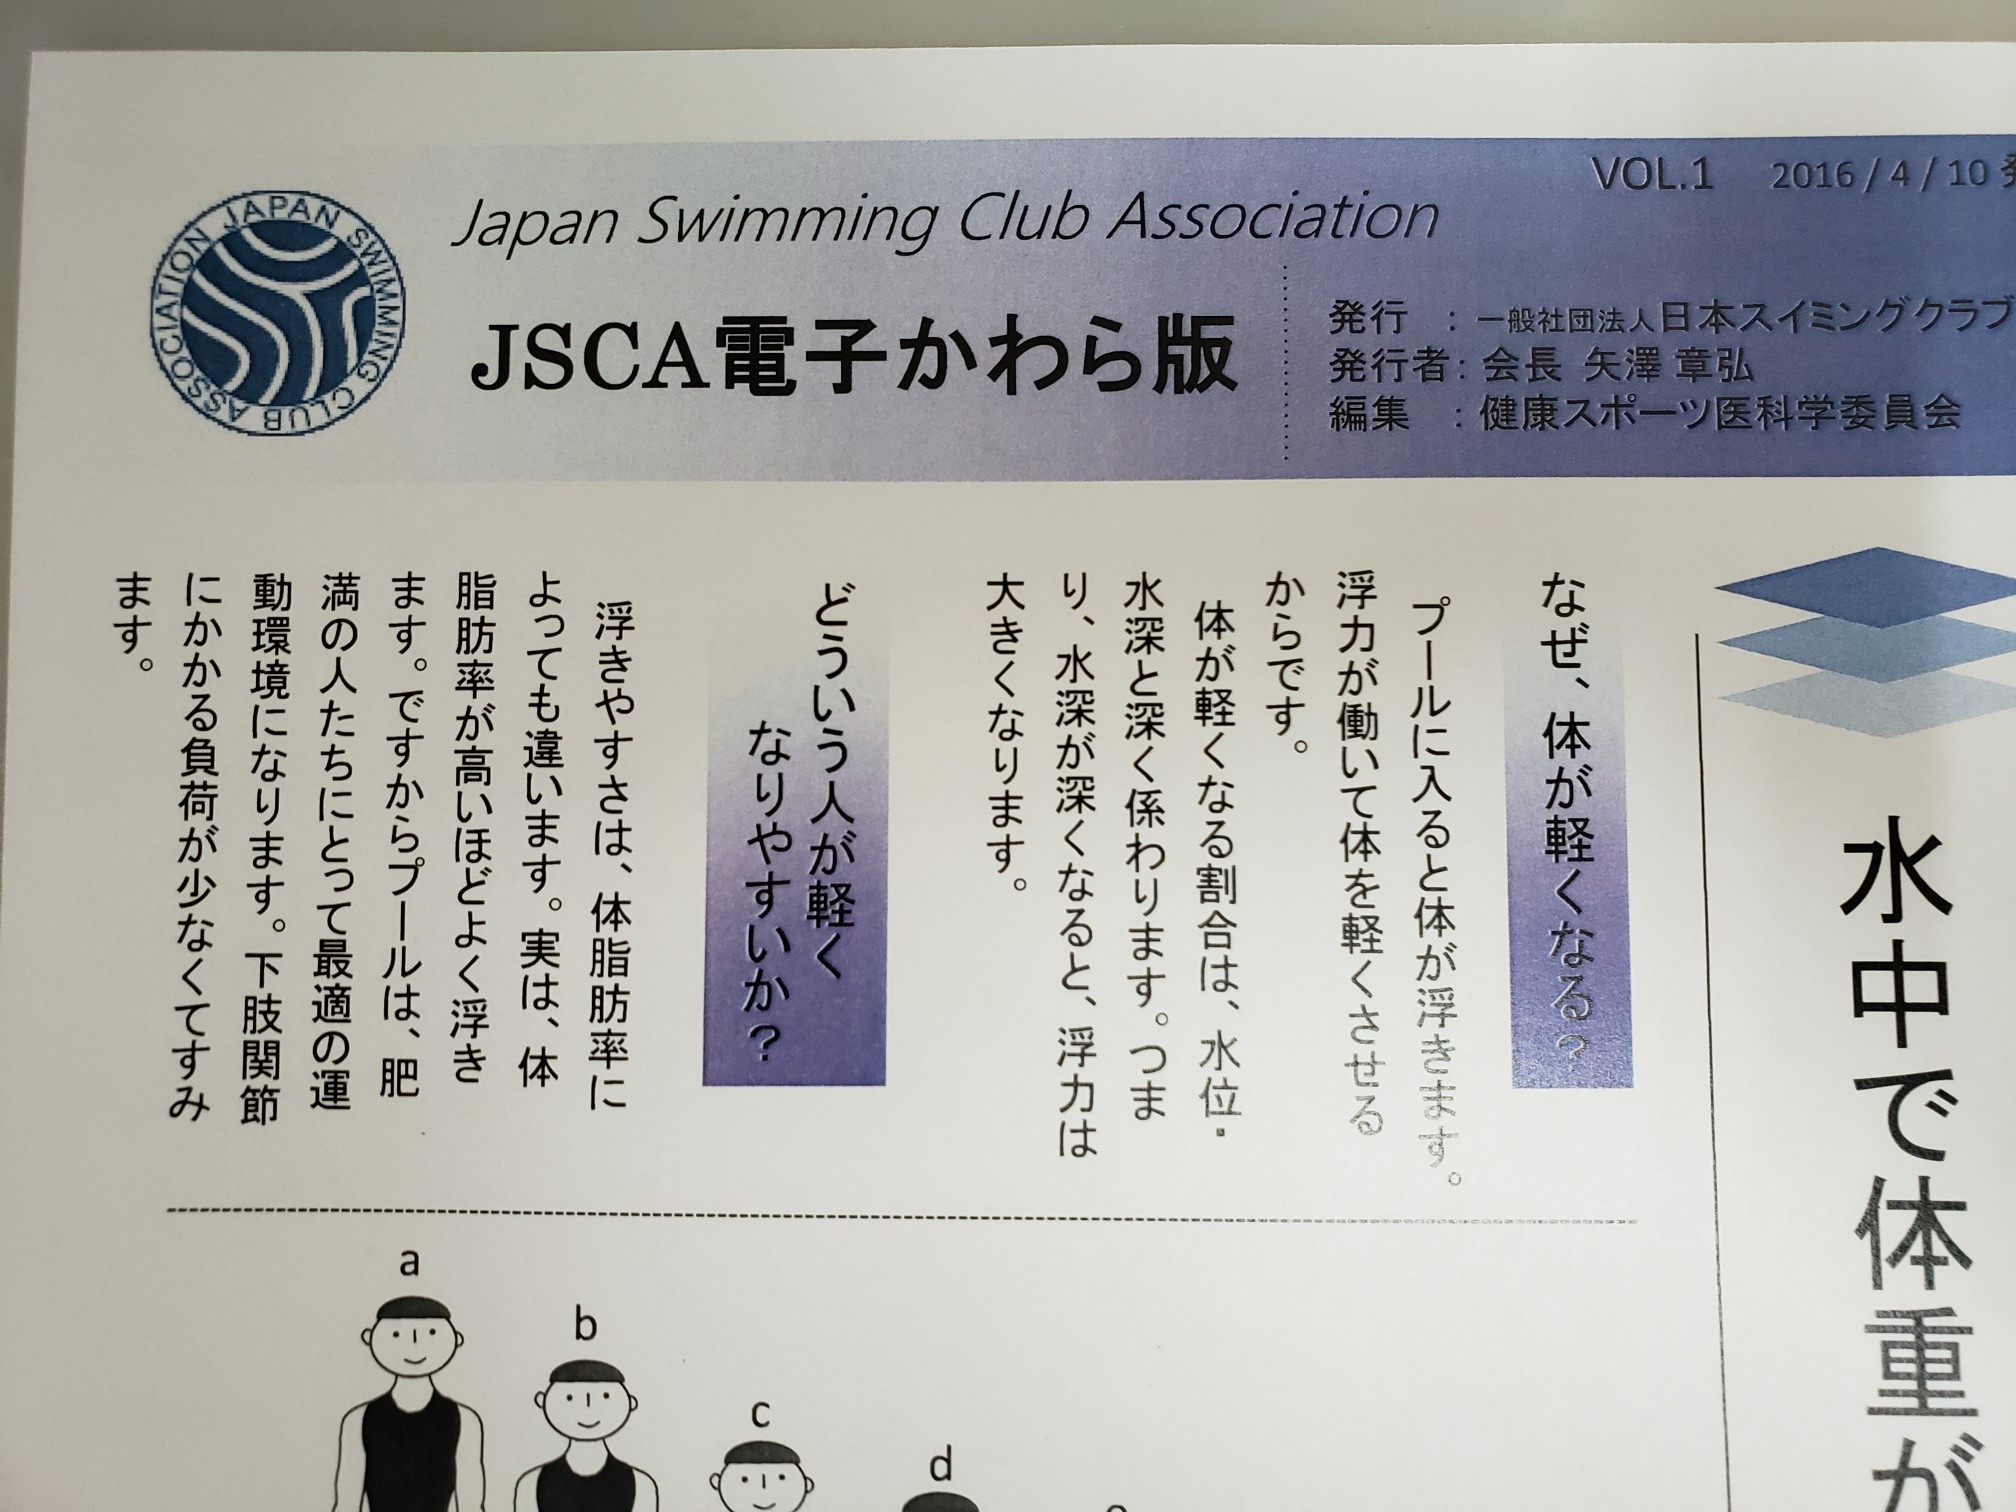 JAPAN SWIMMING CLUB ASSOCIATION
Japan Swimming Club Association
JSCA電子かわら版
VOL.1 2016/4/10
発行 : 一般社団法人日本スイミングクラブ
発行者: 会長 矢澤 章弘
編集 : 健康スポーツ医科学委員会
水中で体重が
なぜ、体が軽くなる?
プールに入ると体が浮きます。
浮力が働いて体を軽くさせる
からです。
体が軽くなる割合は、水位・
水深と深く係わります。つま
り、水深が深くなると、浮力は
大きくなります。
どういう人が軽く
なりやすいか?
浮きやすさは、体脂肪率に
よっても違います。実は、体
脂肪率が高いほどよく浮き
ます。ですからプールは、肥
満の人たちにとって最適の運
動環境になります。下肢関節
にかかる負荷が少なくてすみ
ます。
a
b
c
d